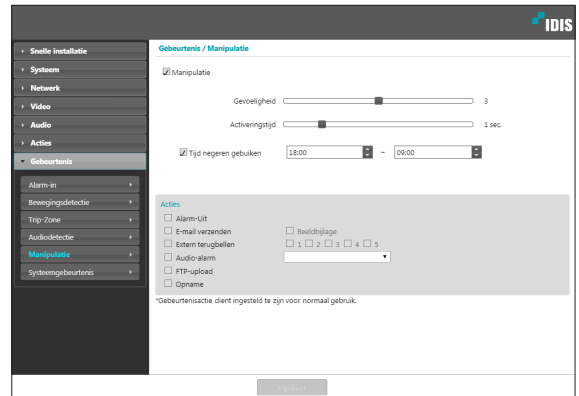 IDIS
Snelle installatie
Systeem
Netwerk
Video
Audio
Acties
Gebeurtenis
Alarm-in
Bewegingsdetectie
Trip-Zone
Audiodetectie
Manipulatie
Systeemgebeurtenis
Gebeurtenis / Manipulatie
Manipulatie
Gevoeligheid 3
Activeringstijd 1 sec.
Tijd negeren gebuiken 18:00 ~ 09:00
Acties
Alarm-Uit
E-mail verzenden Beeldbijlage
Extern terugbellen 1 2 3 4 5
Audio-alarm
FTP-upload
Opname
*Gebeurtenisactie dient ingesteld te zijn voor normaal gebruik.